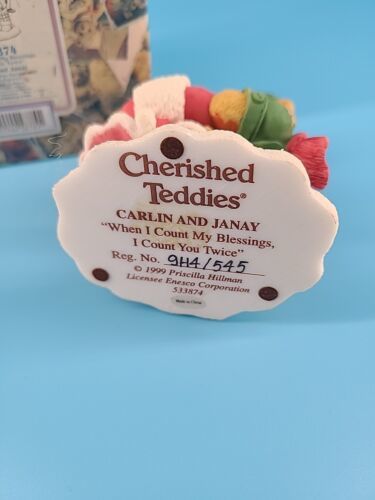 874
Cherished
Teddies®
CARLIN AND JANAY
"When I Count My Blessings,
I Count You Twice"
Reg. No. 9H4/545
© 1999 Priscilla Hillman
Licensee Enesco Corporation
533874
Made in China